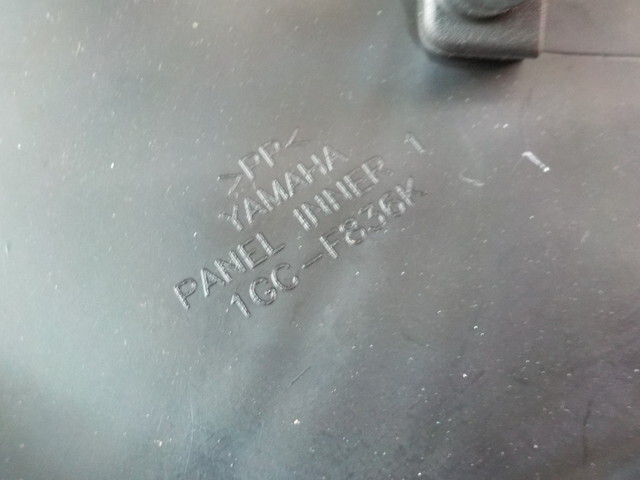 >PP<
YAMAHA
PANEL INNER 1
1GC-F836K